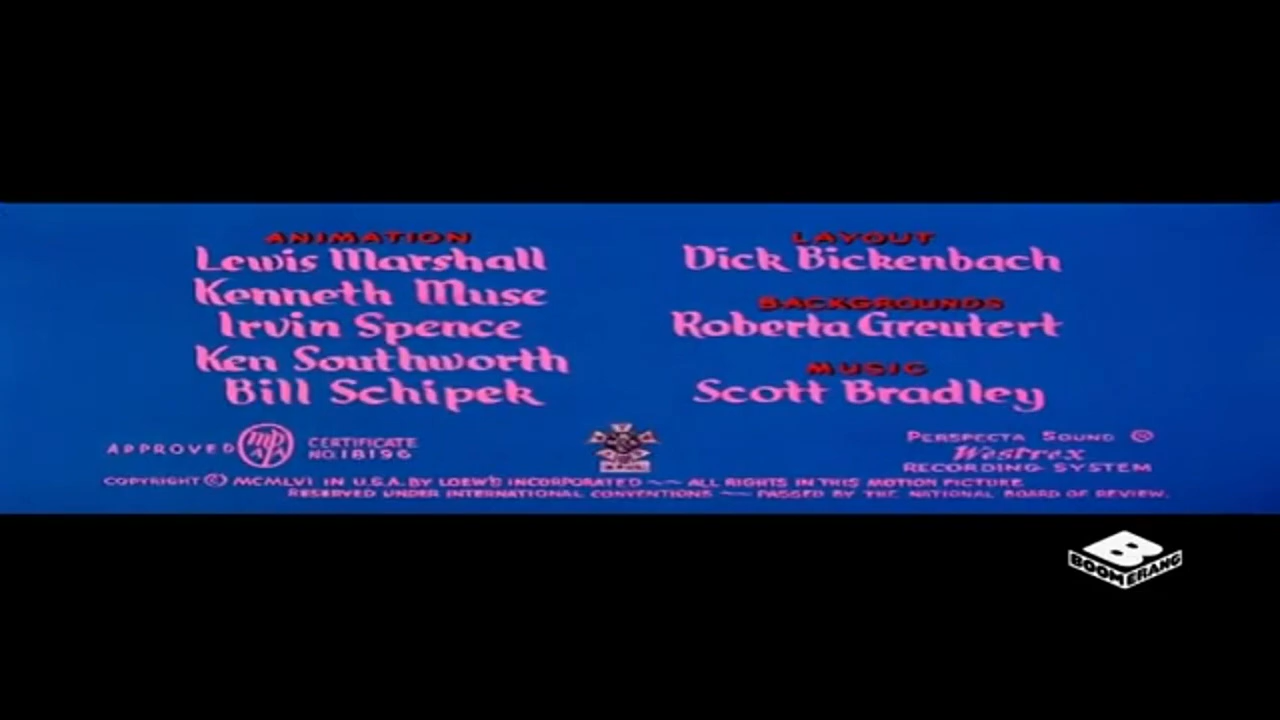 ANIMATION
Lewis Marshall
Kenneth Muse
Irvin Spence
Ken Southworth
Bill Schipek
LAYOUT
Dick Bickenbach
BACKGROUNDS
Roberta Greutert
MUSIC
Scott Bradley
APPROVED MPAA CERTIFICATE NO. 18196
PERSPECTA SOUND ®
Westrex
RECORDING SYSTEM
COPYRIGHT © MCMLVI IN U.S.A. BY LOEW'S INCORPORATED ~~ ALL RIGHTS IN THIS MOTION PICTURE
RESERVED UNDER INTERNATIONAL CONVENTIONS ~~ PASSED BY THE NATIONAL BOARD OF REVIEW.
BOOMERANG